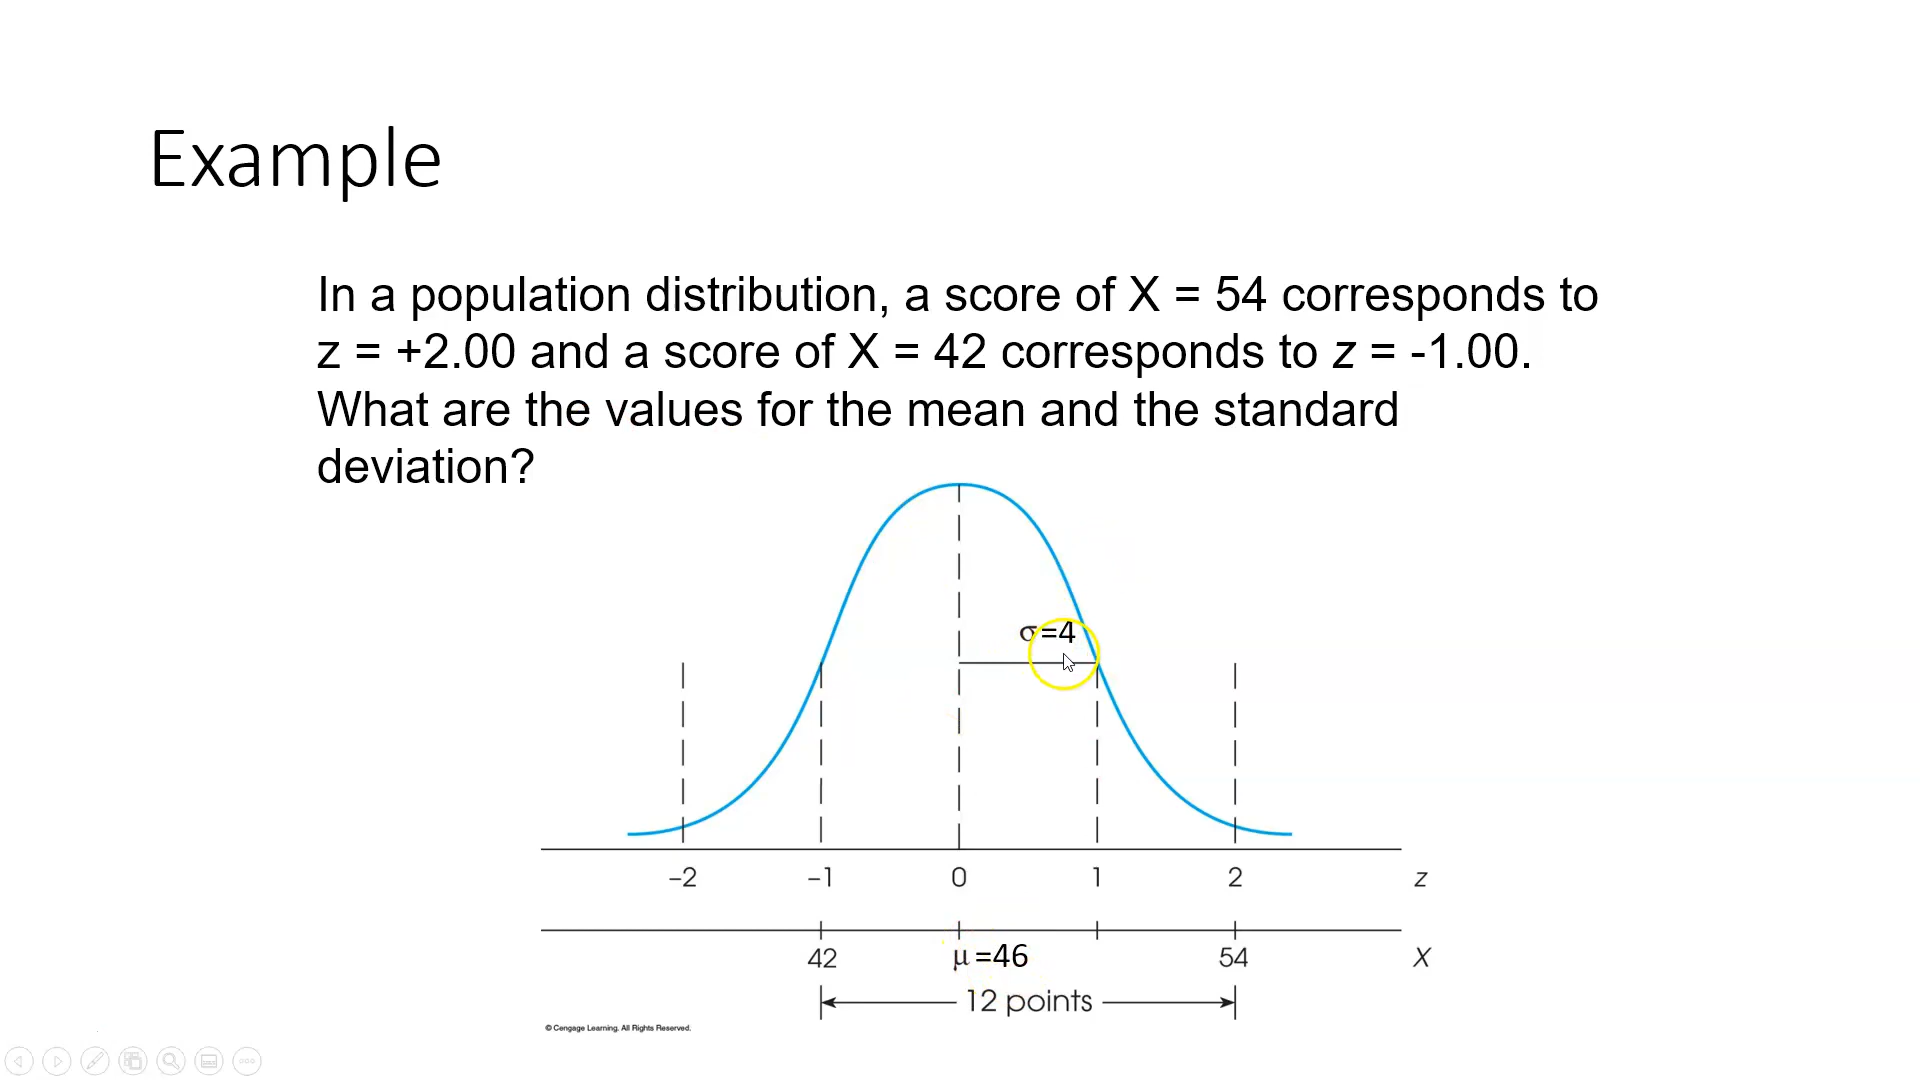 Example
In a population distribution, a score of X = 54 corresponds to
z = +2.00 and a score of X = 42 corresponds to z = -1.00.
What are the values for the mean and the standard
deviation?
σ=4
–2 –1 0 1 2 z
42 μ =46 54 X
12 points
© Cengage Learning. All Rights Reserved.